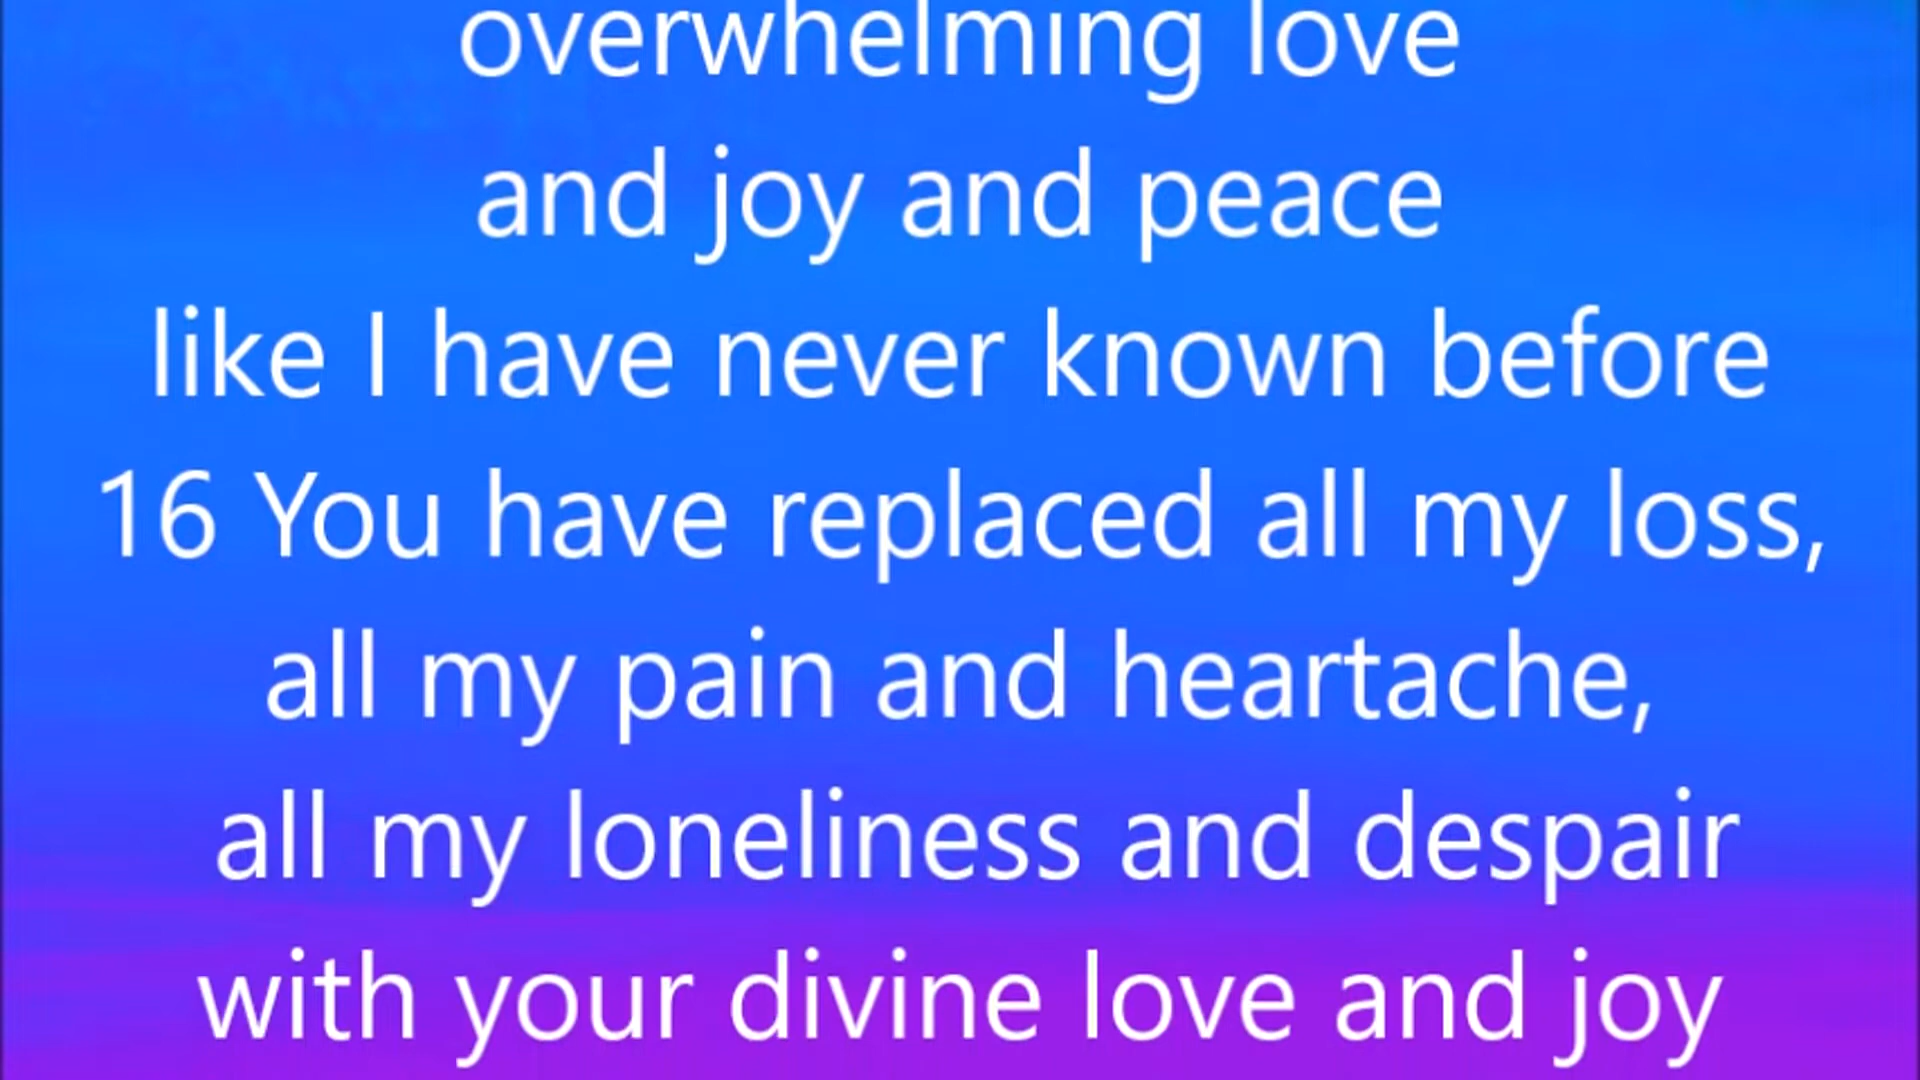 overwhelming love
and joy and peace
like I have never known before
16 You have replaced all my loss,
all my pain and heartache,
all my loneliness and despair
with your divine love and joy